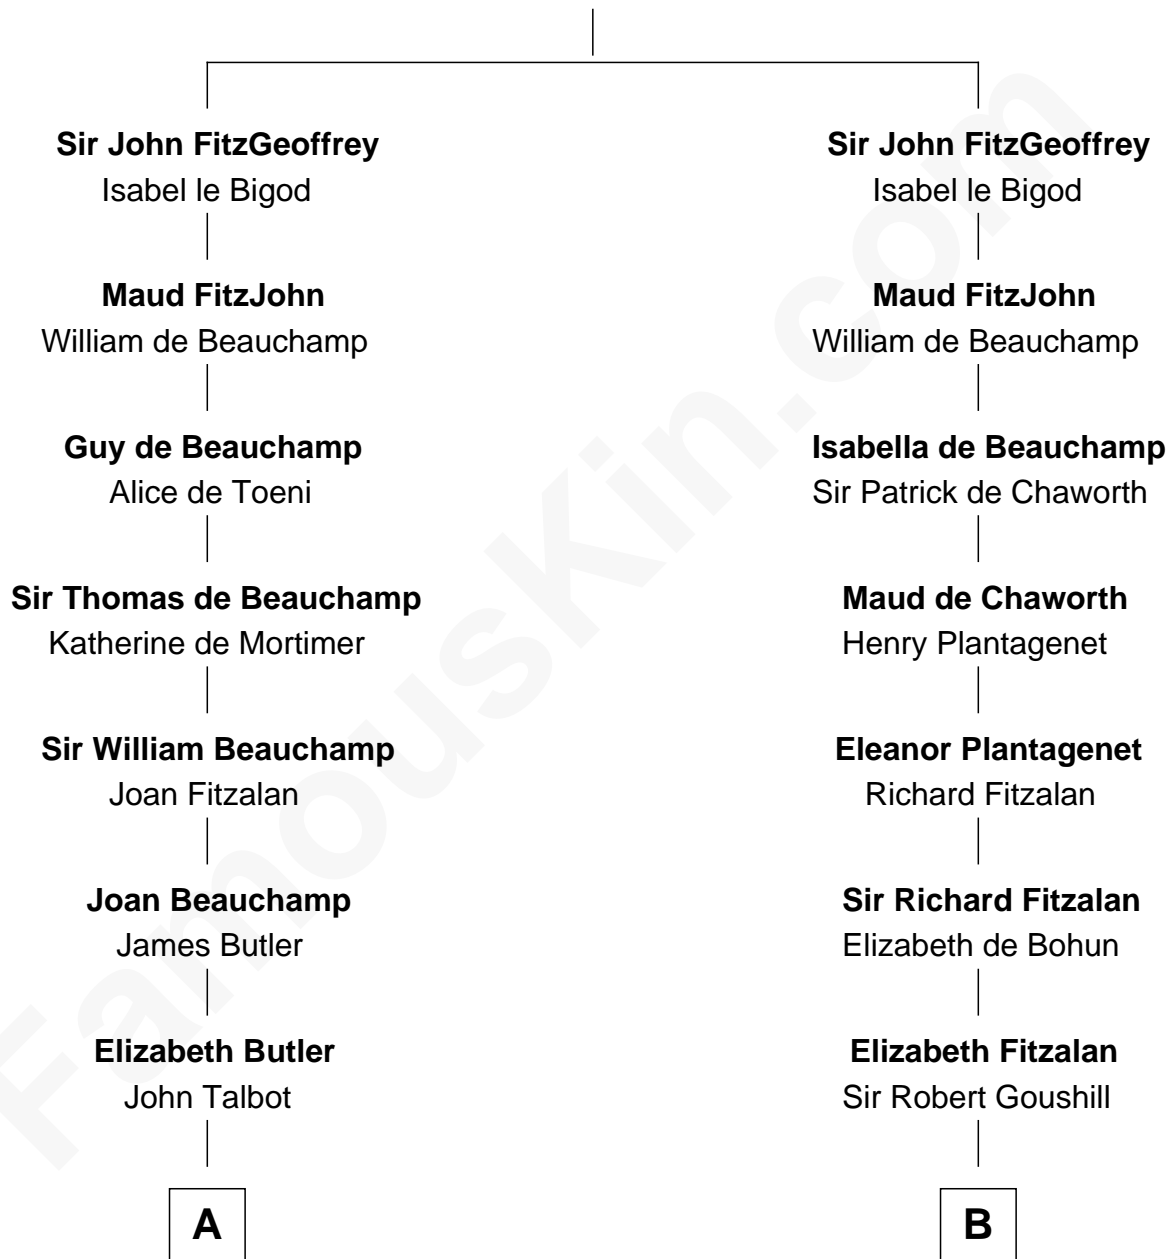 Sir John FitzGeoffrey
Isabel le Bigod
Maud FitzJohn
William de Beauchamp
Guy de Beauchamp
Alice de Toeni
Sir Thomas de Beauchamp
Katherine de Mortimer
Sir William Beauchamp
Joan Fitzalan
Joan Beauchamp
James Butler
Elizabeth Butler
John Talbot
A
Sir John FitzGeoffrey
Isabel le Bigod
Maud FitzJohn
William de Beauchamp
Isabella de Beauchamp
Sir Patrick de Chaworth
Maud de Chaworth
Henry Plantagenet
Eleanor Plantagenet
Richard Fitzalan
Sir Richard Fitzalan
Elizabeth de Bohun
Elizabeth Fitzalan
Sir Robert Goushill
B
FamousKin.com